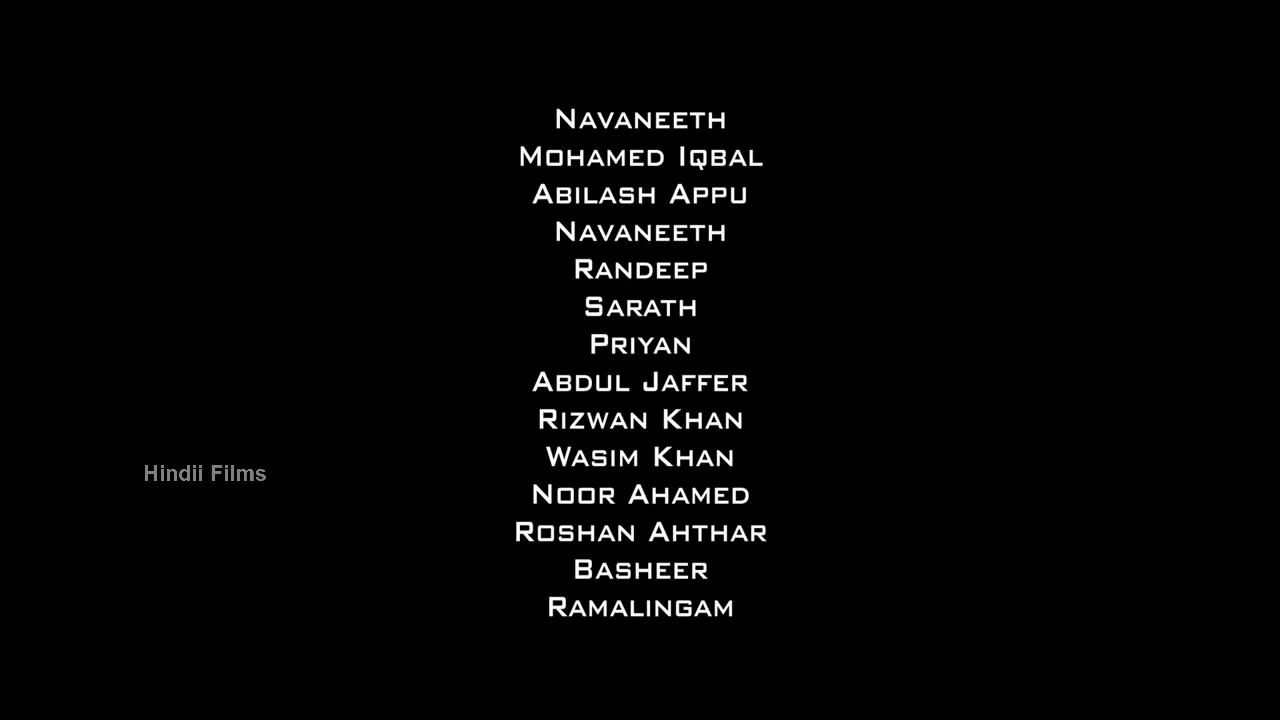 Navaneeth
Mohamed Iqbal
Abilash Appu
Navaneeth
Randeep
Sarath
Priyan
Abdul Jaffer
Rizwan Khan
Wasim Khan
Hindii Films
Noor Ahamed
Roshan Ahthar
Basheer
Ramalingam